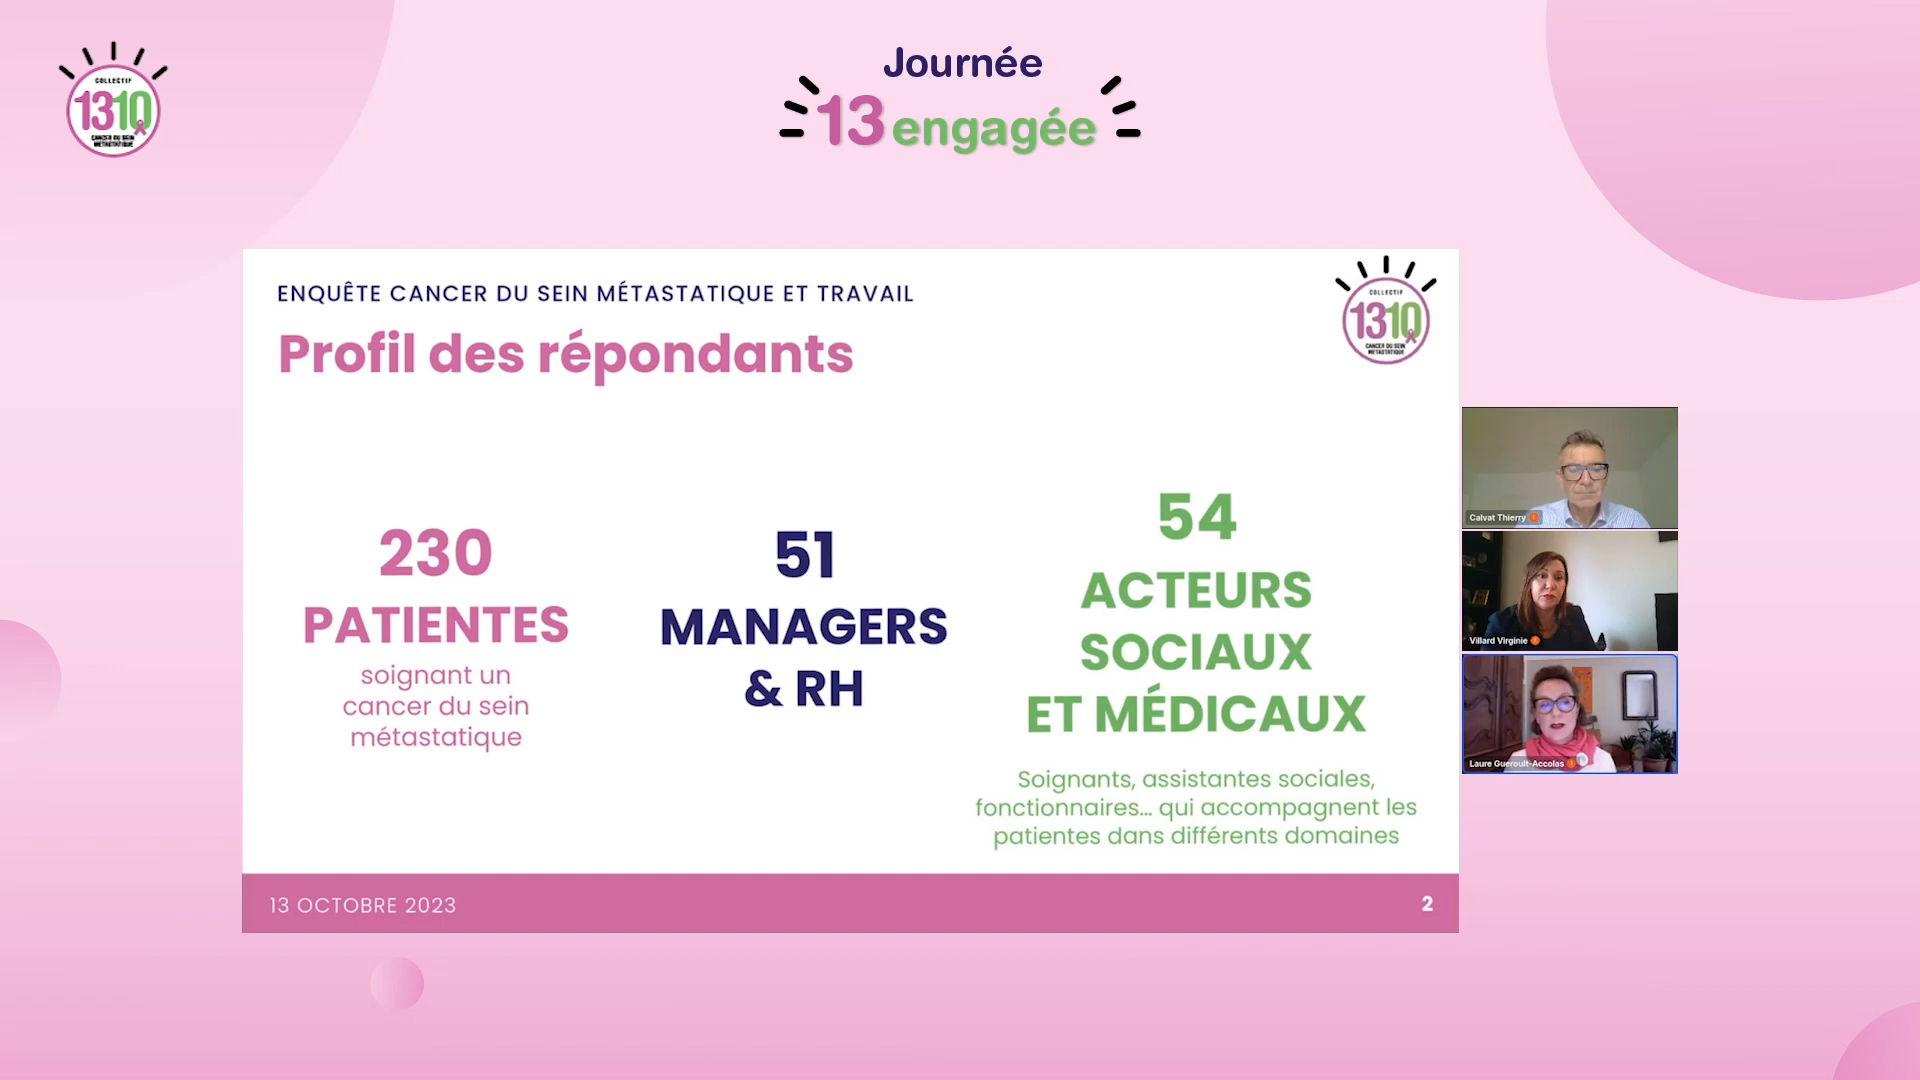 COLLECTIF
1310
CANCER DU SEIN
METASTATIQUE
Journée
13 engagée
ENQUÊTE CANCER DU SEIN MÉTASTATIQUE ET TRAVAIL
Profil des répondants
COLLECTIF
1310
CANCER DU SEIN
METASTATIQUE
230
PATIENTES
soignant un
cancer du sein
métastatique
51
MANAGERS
& RH
54
ACTEURS
SOCIAUX
ET MÉDICAUX
Soignants, assistantes sociales,
fonctionnaires... qui accompagnent les
patientes dans différents domaines
13 OCTOBRE 2023
2
Calvat Thierry
Villard Virginie
Laure Gueroult-Accolas